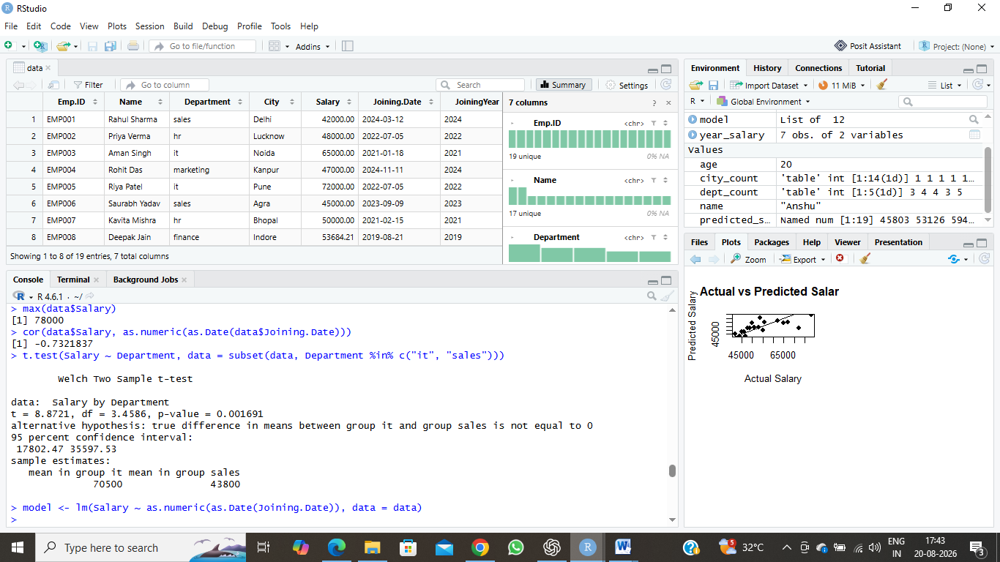 RStudio
File Edit Code View Plots Session Build Debug Profile Tools Help
Go to file/function Addins Posit Assistant Project: (None)
data
Filter Go to column Search Summary Settings
Emp.ID Name Department City Salary Joining.Date JoiningYear
1 EMP001 Rahul Sharma sales Delhi 42000.00 2024-03-12 2024
2 EMP002 Priya Verma hr Lucknow 48000.00 2022-07-05 2022
3 EMP003 Aman Singh it Noida 65000.00 2021-01-18 2021
4 EMP004 Rohit Das marketing Kanpur 47000.00 2024-11-11 2024
5 EMP005 Riya Patel it Pune 72000.00 2022-07-05 2022
6 EMP006 Saurabh Yadav sales Agra 45000.00 2023-09-09 2023
7 EMP007 Kavita Mishra hr Bhopal 50000.00 2021-02-15 2021
8 EMP008 Deepak Jain finance Indore 53684.21 2019-08-21 2019
Showing 1 to 8 of 19 entries, 7 total columns
7 columns ?
Emp.ID <chr>
19 unique 0% NA
Name <chr>
17 unique 0% NA
Department <chr>
Console Terminal Background Jobs
R 4.6.1 · ~/
> max(data$Salary)
[1] 78000
> cor(data$Salary, as.numeric(as.Date(data$Joining.Date)))
[1] -0.7321837
> t.test(Salary ~ Department, data = subset(data, Department %in% c("it", "sales")))
Welch Two Sample t-test
data:  Salary by Department
t = 8.8721, df = 3.4586, p-value = 0.001691
alternative hypothesis: true difference in means between group it and group sales is not equal to 0
95 percent confidence interval:
17802.47 35597.53
sample estimates:
mean in group it mean in group sales
70500 43800
> model <- lm(Salary ~ as.numeric(as.Date(Joining.Date)), data = data)
>
Environment History Connections Tutorial
Import Dataset 11 MiB List
R Global Environment
model List of 12
year_salary 7 obs. of 2 variables
Values
age 20
city_count 'table' int [1:14(1d)] 1 1 1 1 1…
dept_count 'table' int [1:5(1d)] 3 4 4 3 5
name "Anshu"
predicted_s… Named num [1:19] 45803 53126 594…
Files Plots Packages Help Viewer Presentation
Zoom Export
Actual vs Predicted Salar
Predicted Salary
45000
45000 65000
Actual Salary
Type here to search
5 32°C ENG IN 17:43 20-08-2026 3